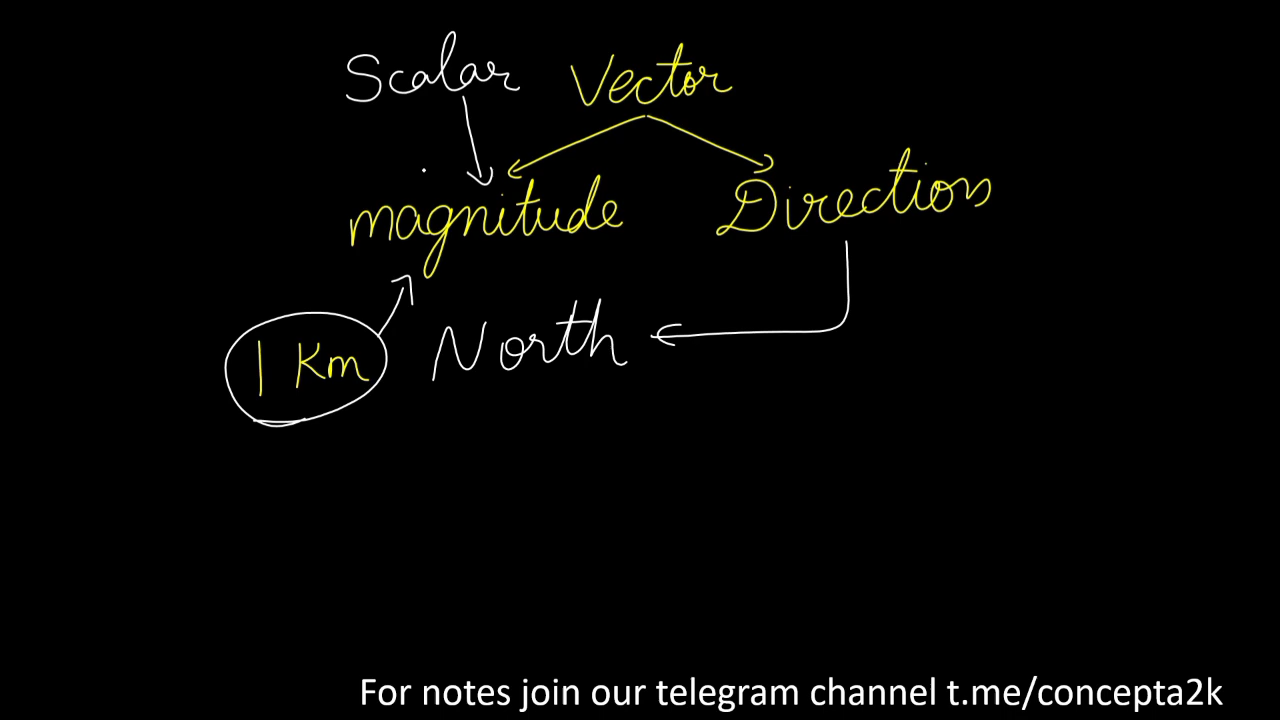 Scalar Vector
magnitude Direction
1 Km North
For notes join our telegram channel t.me/concepta2k